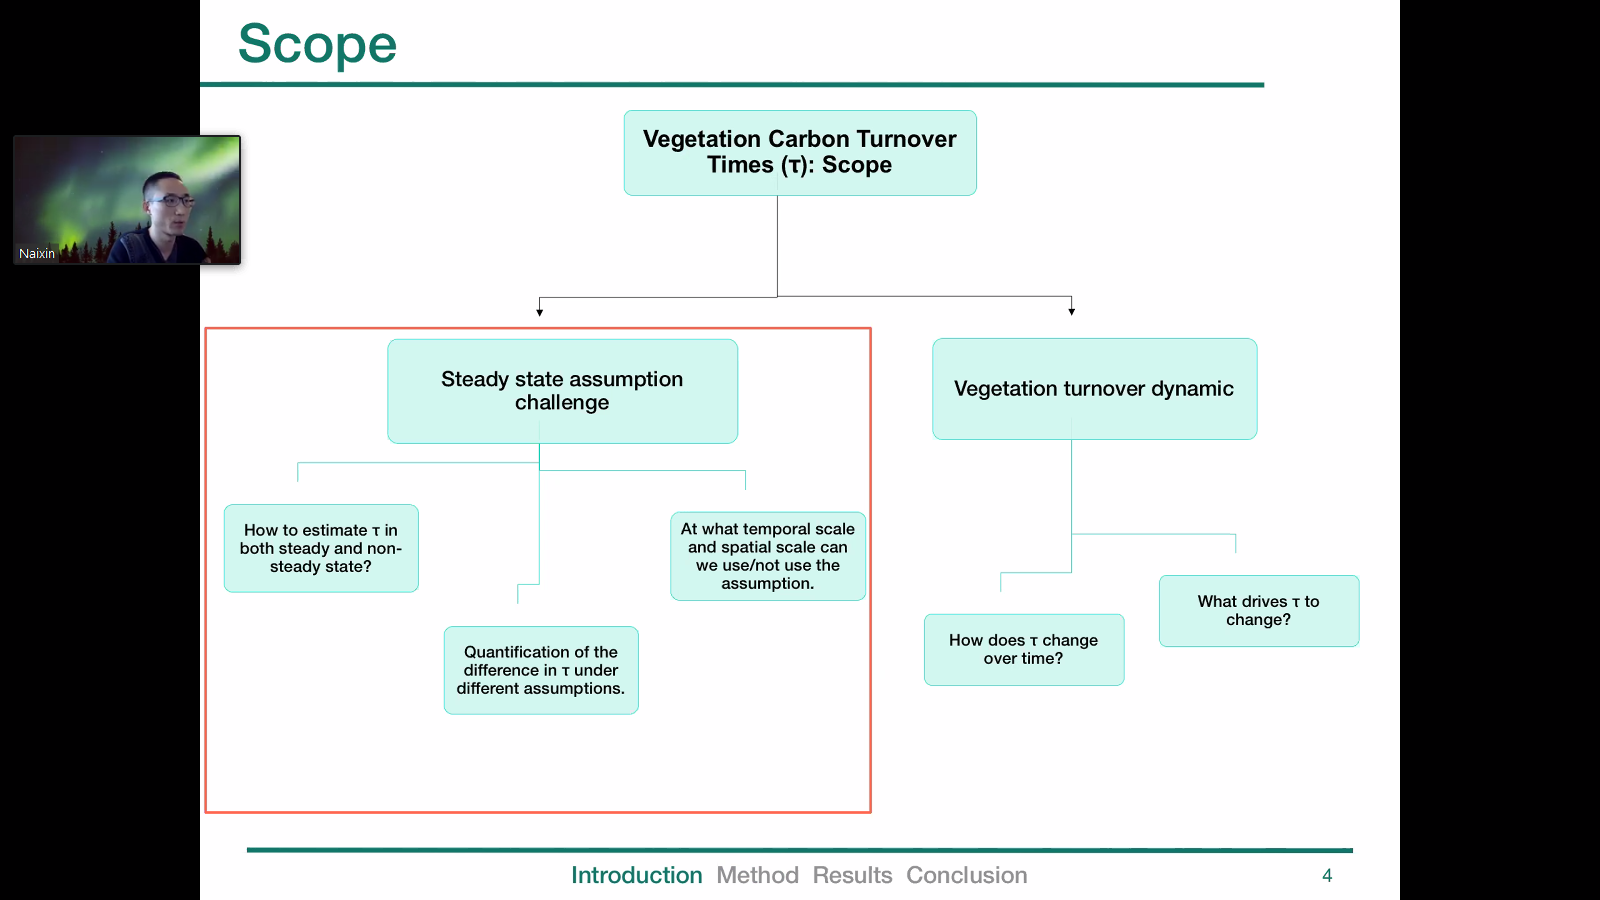 Scope
Vegetation Carbon Turnover
Times (τ): Scope
Naixin
Steady state assumption
challenge
Vegetation turnover dynamic
How to estimate τ in
both steady and non-
steady state?
At what temporal scale
and spatial scale can
we use/not use the
assumption.
Quantification of the
difference in τ under
different assumptions.
How does τ change
over time?
What drives τ to
change?
Introduction Method Results Conclusion
4